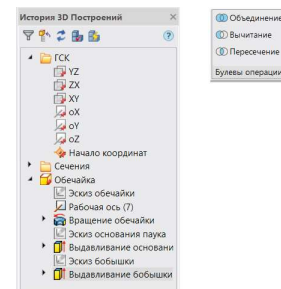 История 3D Построений
ГСК
YZ
ZX
XY
oX
oY
oZ
Начало координат
Сечения
Обечайка
Эскиз обечайки
Рабочая ось (7)
Вращение обечайки
Эскиз основания паука
Выдавливание основани
Эскиз бобышки
Выдавливание бобышки
Объединение
Вычитание
Пересечение
Булевы операции